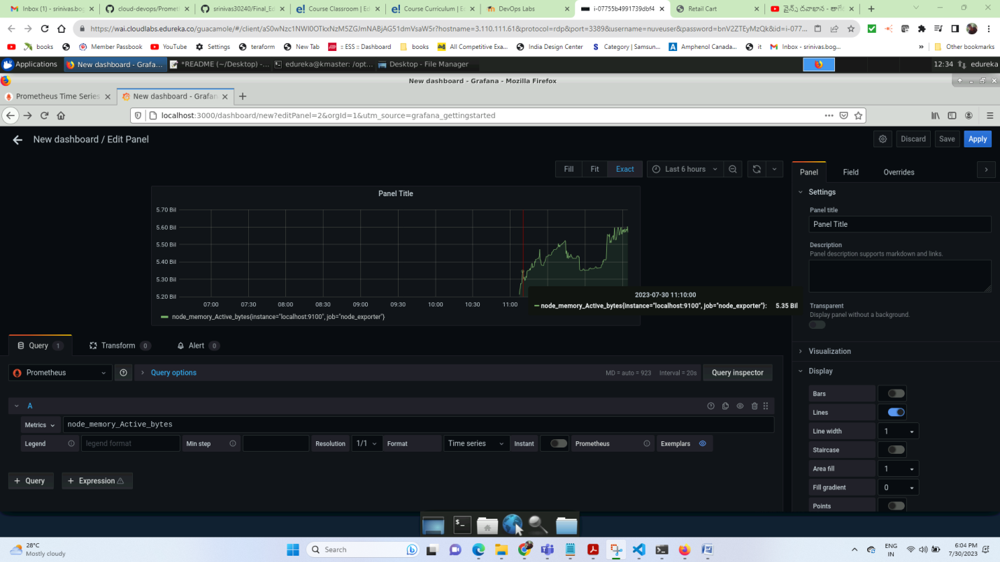 Inbox (1) - srinivas.bog
cloud-devops/Promet
srinivas30240/Final_Ed
Course Classroom | Ed
Course Curriculum | Ec
DevOps Labs
i-07755b4991739dbf4
Retail Cart
వైన్స్ దవాఖాన - తాగే
https://wai.cloudlabs.edureka.co/guacamole/#/client/aS0wNzc1NWI0OTkxNzM5ZGJmNABjAG51dmVsaW5r?hostname=3.110.111.61&protocol=rdp&port=3389&username=nuveuser&password=bnV2ZTEyMzQk&id=i-077...
books
Member Passbook
YouTube
Settings
teraform
New Tab
:: ESS :: Dashboard
books
All Competitive Exa...
India Design Center
Category | Samsun...
Amphenol Canada...
it
Inbox - srinivas.bog...
»
Other bookmarks
Applications
New dashboard - Grafa...
*README (~/Desktop) -...
edureka@kmaster: /opt...
Desktop - File Manager
12:34
edureka
New dashboard - Grafana - Mozilla Firefox
Prometheus Time Series
New dashboard - Grafan
localhost:3000/dashboard/new?editPanel=2&orgId=1&utm_source=grafana_gettingstarted
New dashboard / Edit Panel
Discard
Save
Apply
Fill
Fit
Exact
Last 6 hours
Panel
Field
Overrides
Panel Title
5.70 Bil
5.60 Bil
5.50 Bil
5.40 Bil
5.30 Bil
5.20 Bil
07:00
07:30
08:00
08:30
09:00
09:30
10:00
10:30
11:00
node_memory_Active_bytes{instance="localhost:9100", job="node_exporter"}
2023-07-30 11:10:00
node_memory_Active_bytes{instance="localhost:9100", job="node_exporter"}: 5.35 Bil
Settings
Panel title
Panel Title
Description
Panel description supports markdown and links.
Transparent
Display panel without a background.
Visualization
Display
Bars
Lines
Line width
1
Staircase
Area fill
1
Fill gradient
0
Points
Query 1
Transform 0
Alert 0
Prometheus
Query options
MD = auto = 923
Interval = 20s
Query inspector
A
Metrics
node_memory_Active_bytes
Legend
legend format
Min step
Resolution
1/1
Format
Time series
Instant
Prometheus
Exemplars
+ Query
+ Expression
28°C
Mostly cloudy
Search
ENG
IN
6:04 PM
7/30/2023